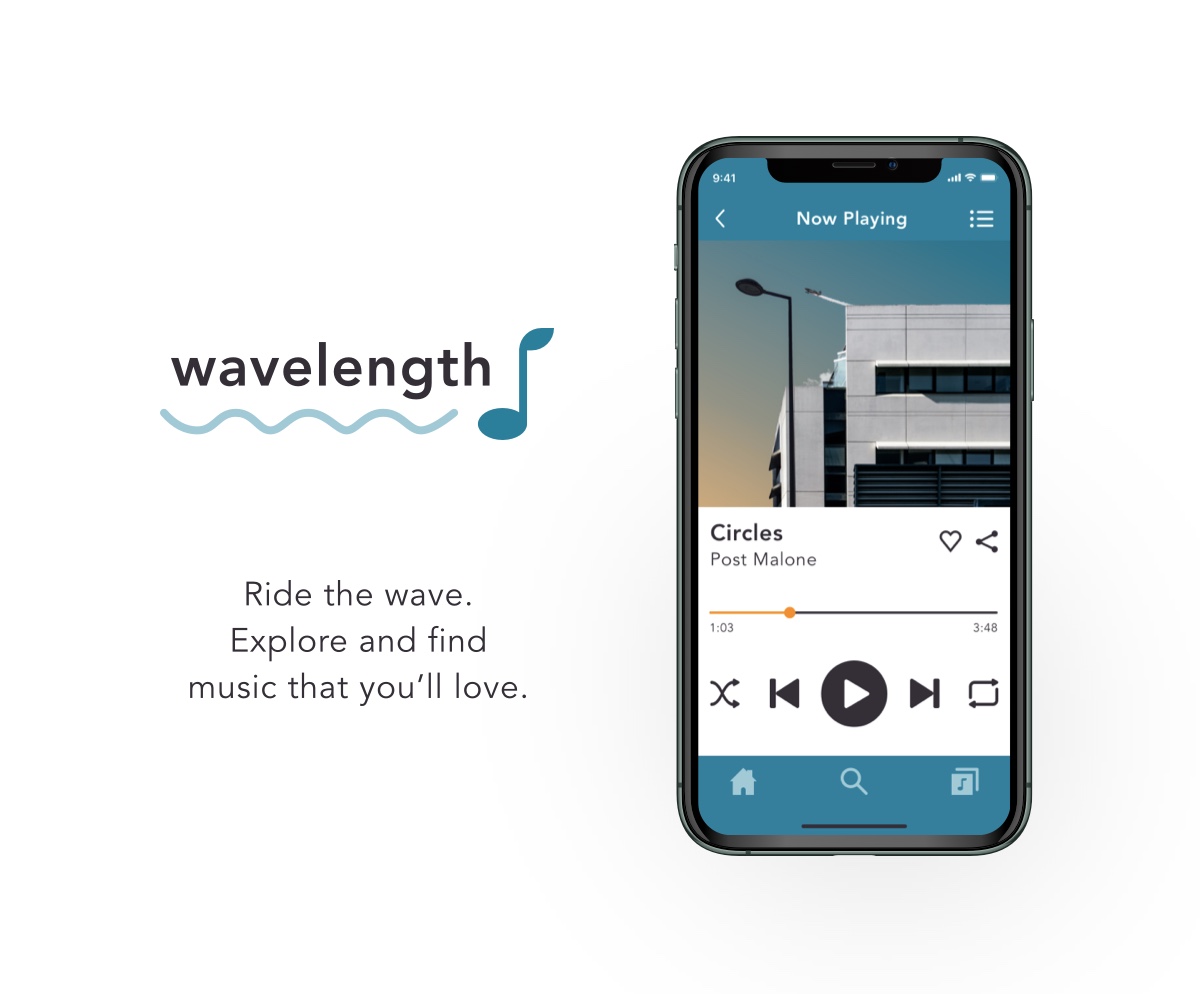 wavelength
Ride the wave.
Explore and find
music that you’ll love.
9:41
Now Playing
Circles
Post Malone
1:03
3:48